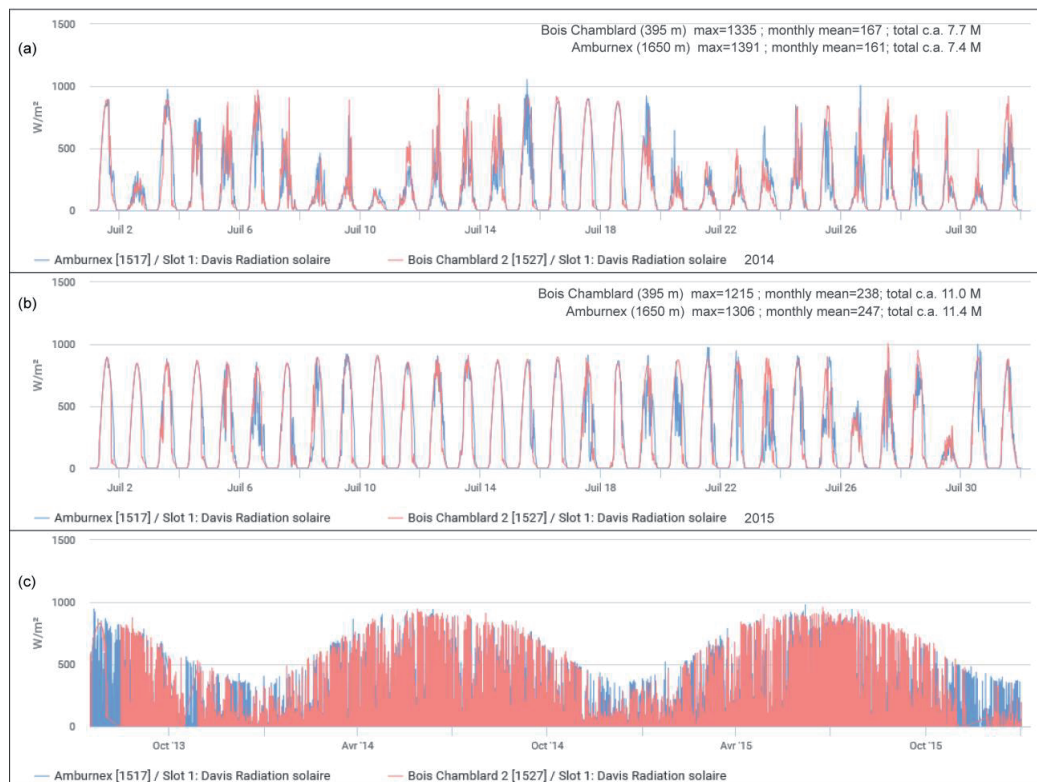 1500
(a)
Bois Chamblard (395 m) max=1335 ; monthly mean=167 ; total c.a. 7.7 M
Amburnex (1650 m) max=1391 ; monthly mean=161; total c.a. 7.4 M
1000
W/m²
500
0
Juil 2 Juil 6 Juil 10 Juil 14 Juil 18 Juil 22 Juil 26 Juil 30
Amburnex [1517] / Slot 1: Davis Radiation solaire Bois Chamblard 2 [1527] / Slot 1: Davis Radiation solaire 2014
1500
(b)
Bois Chamblard (395 m) max=1215 ; monthly mean=238; total c.a. 11.0 M
Amburnex (1650 m) max=1306 ; monthly mean=247; total c.a. 11.4 M
1000
W/m²
500
0
Juil 2 Juil 6 Juil 10 Juil 14 Juil 18 Juil 22 Juil 26 Juil 30
Amburnex [1517] / Slot 1: Davis Radiation solaire Bois Chamblard 2 [1527] / Slot 1: Davis Radiation solaire 2015
1500
(c)
1000
W/m²
500
0
Oct '13 Avr '14 Oct '14 Avr '15 Oct '15
Amburnex [1517] / Slot 1: Davis Radiation solaire Bois Chamblard 2 [1527] / Slot 1: Davis Radiation solaire